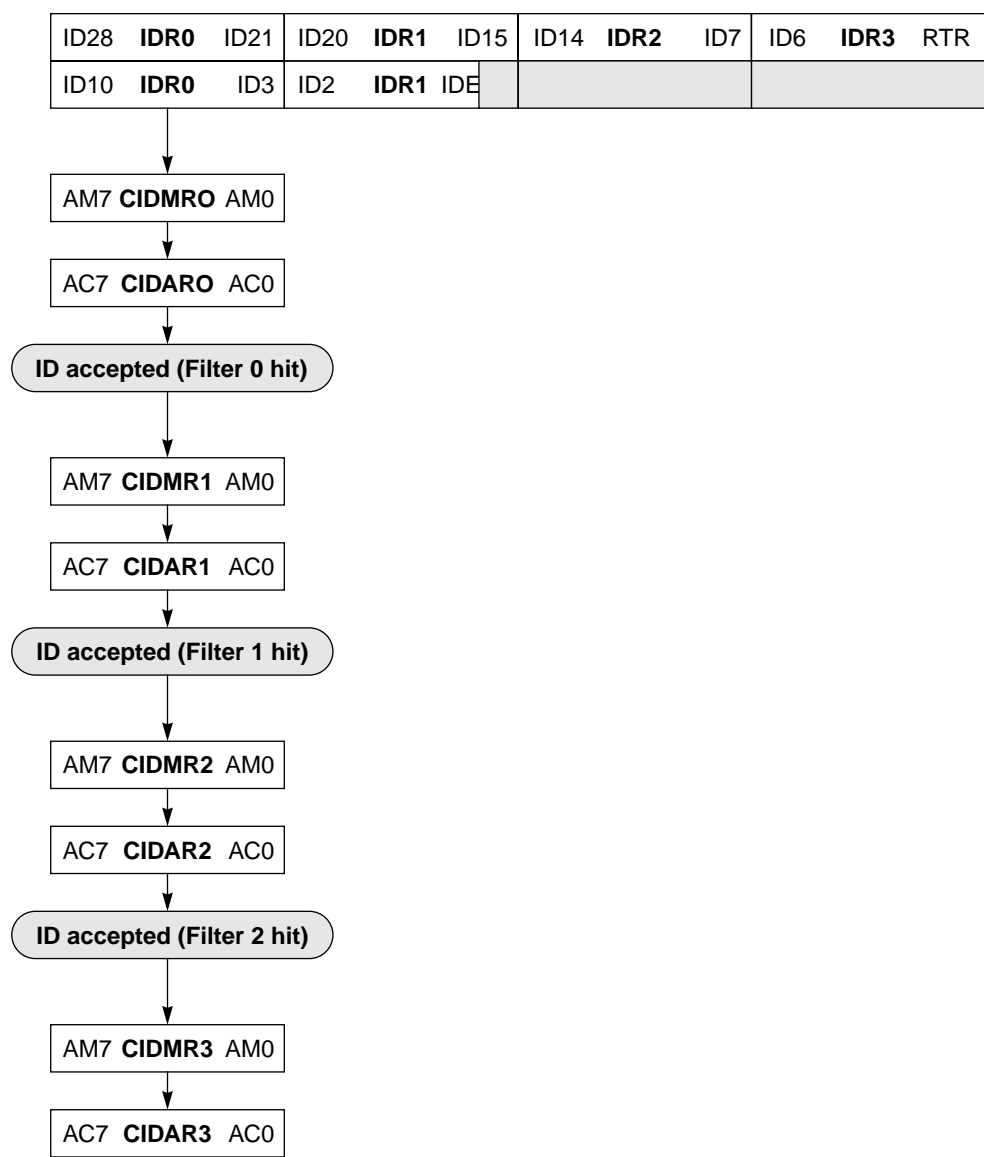 ID28 IDR0 ID21 ID20 IDR1 ID15 ID14 IDR2 ID7 ID6 IDR3 RTR
ID10 IDR0 ID3 ID2 IDR1 IDE
AM7 CIDMRO AM0
AC7 CIDARO AC0
ID accepted (Filter 0 hit)
AM7 CIDMR1 AM0
AC7 CIDAR1 AC0
ID accepted (Filter 1 hit)
AM7 CIDMR2 AM0
AC7 CIDAR2 AC0
ID accepted (Filter 2 hit)
AM7 CIDMR3 AM0
AC7 CIDAR3 AC0